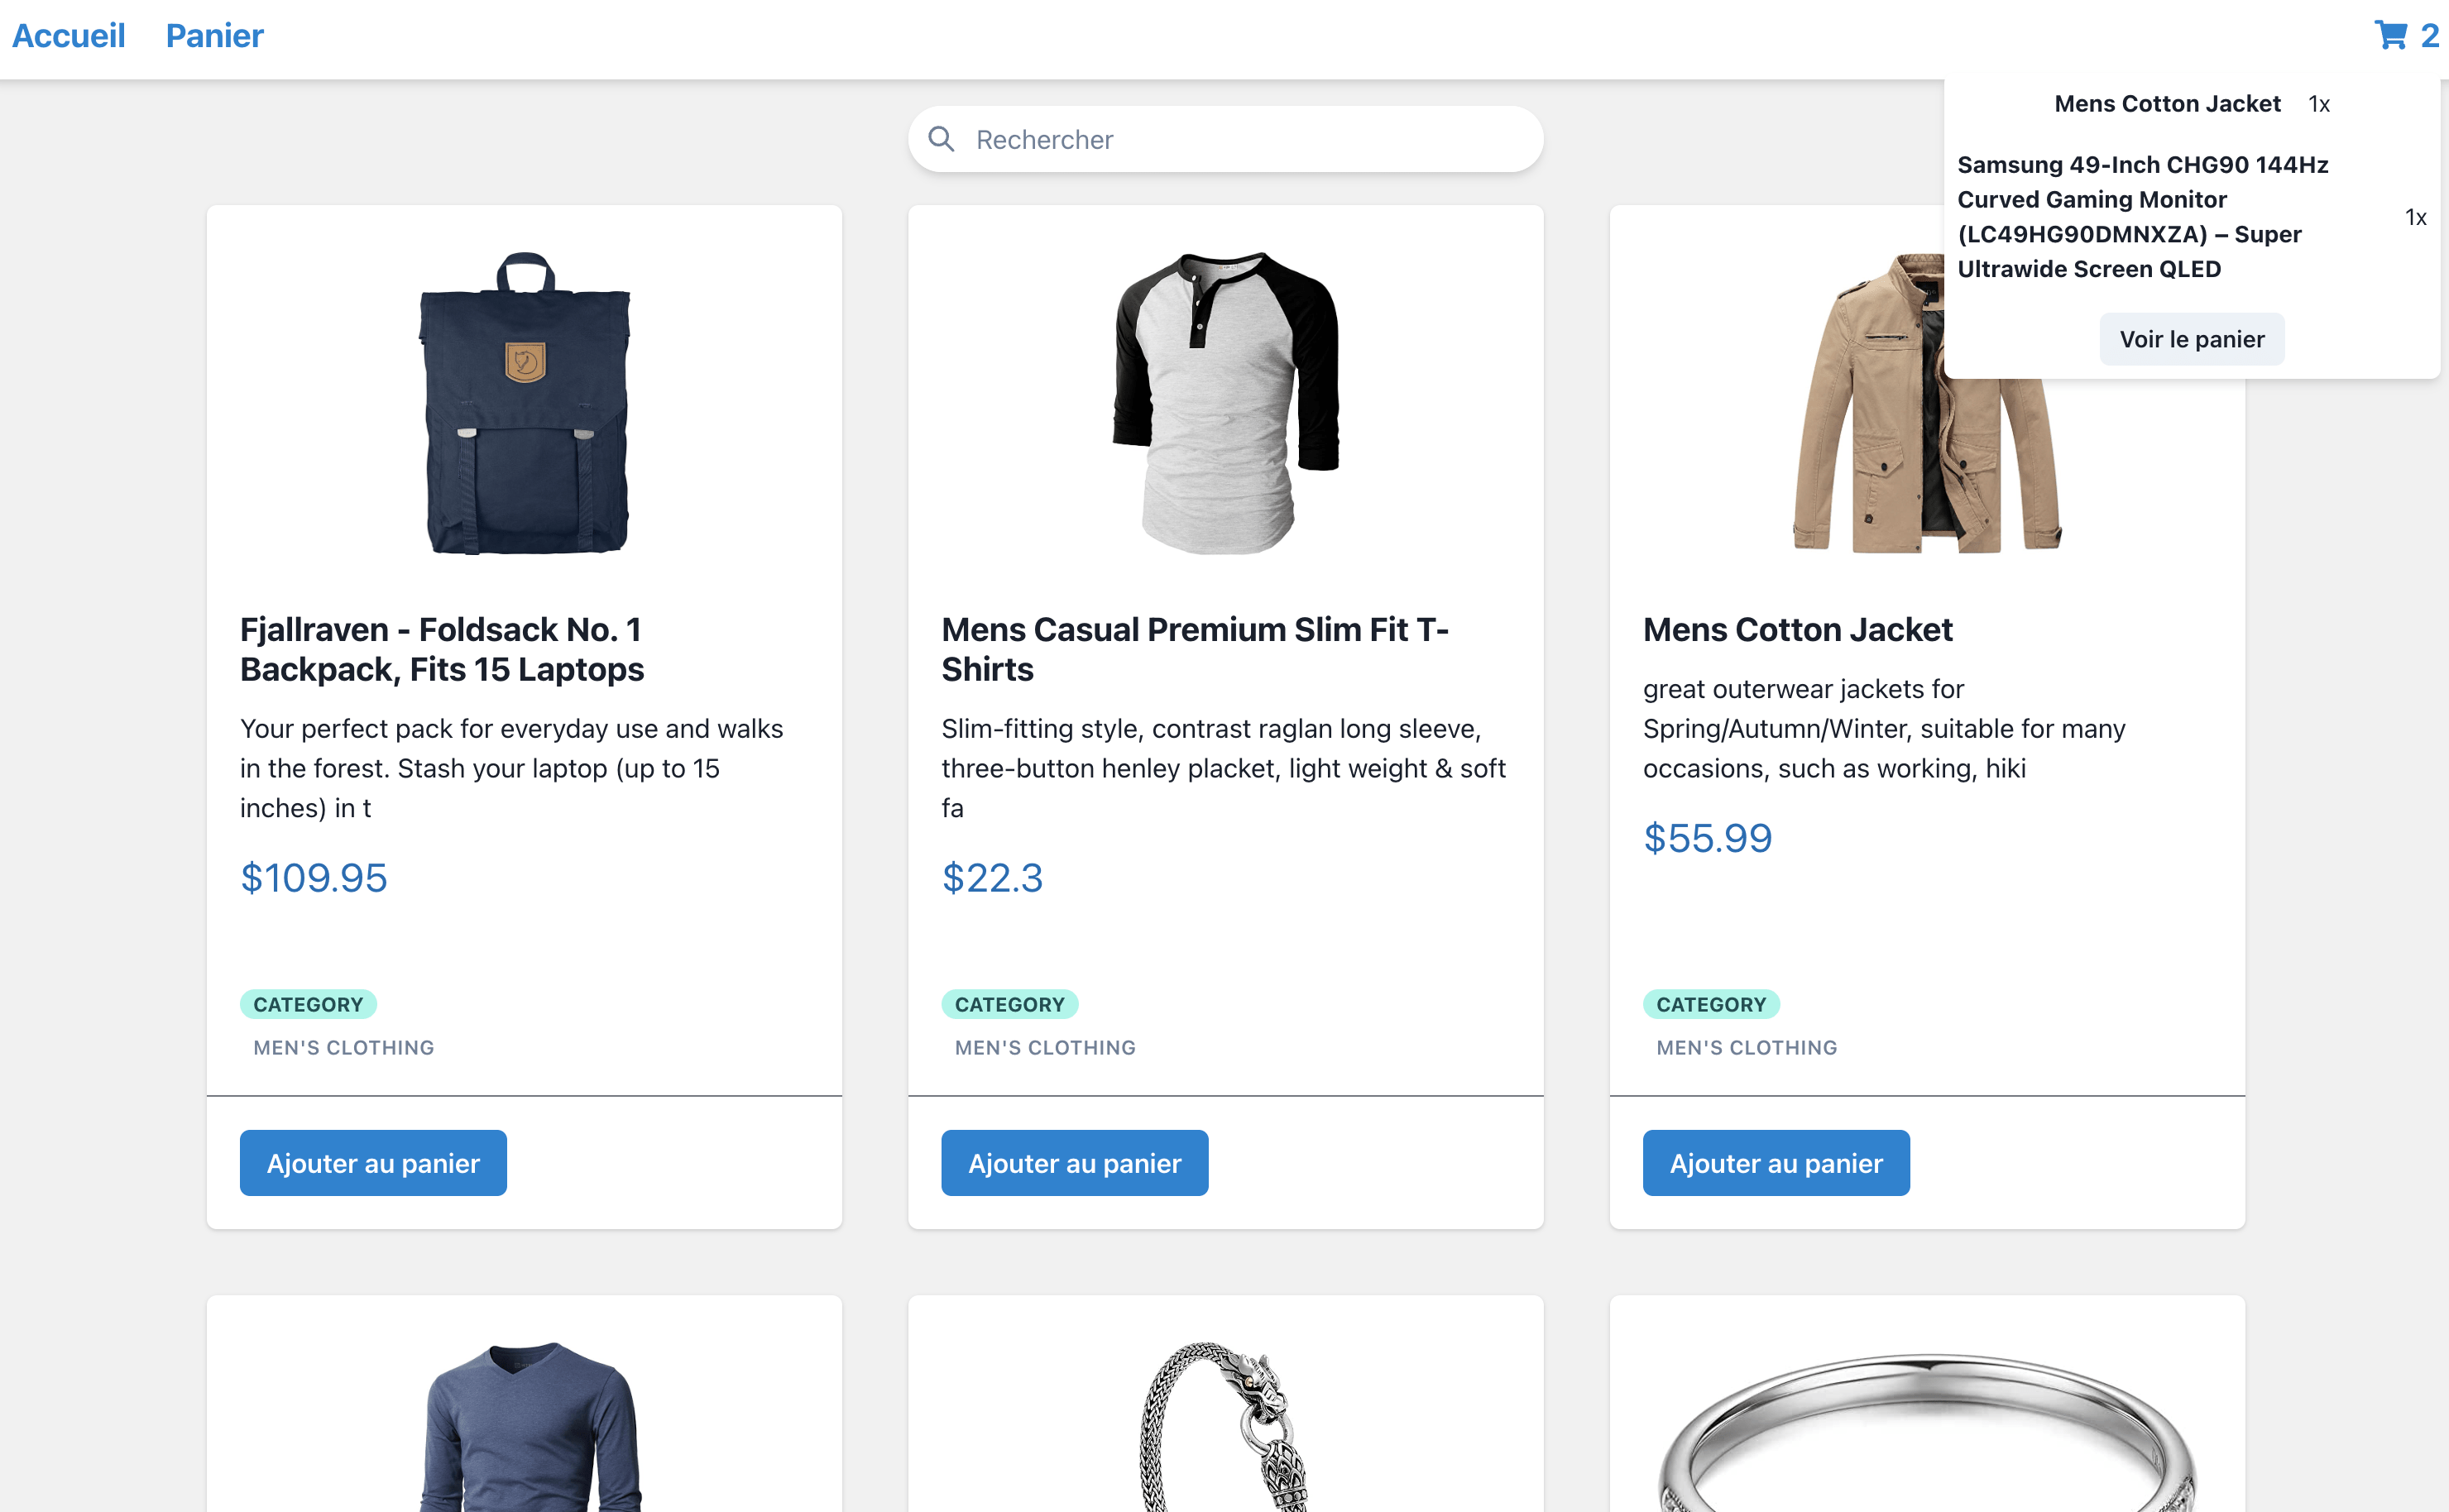 Accueil
Panier
2
Mens Cotton Jacket 1x
Samsung 49-Inch CHG90 144Hz
Curved Gaming Monitor
(LC49HG90DMNXZA) – Super
Ultrawide Screen QLED
1x
Voir le panier
Rechercher
Fjallraven - Foldsack No. 1
Backpack, Fits 15 Laptops
Your perfect pack for everyday use and walks
in the forest. Stash your laptop (up to 15
inches) in t
$109.95
CATEGORY
MEN'S CLOTHING
Ajouter au panier
Mens Casual Premium Slim Fit T-
Shirts
Slim-fitting style, contrast raglan long sleeve,
three-button henley placket, light weight & soft
fa
$22.3
CATEGORY
MEN'S CLOTHING
Ajouter au panier
Mens Cotton Jacket
great outerwear jackets for
Spring/Autumn/Winter, suitable for many
occasions, such as working, hiki
$55.99
CATEGORY
MEN'S CLOTHING
Ajouter au panier